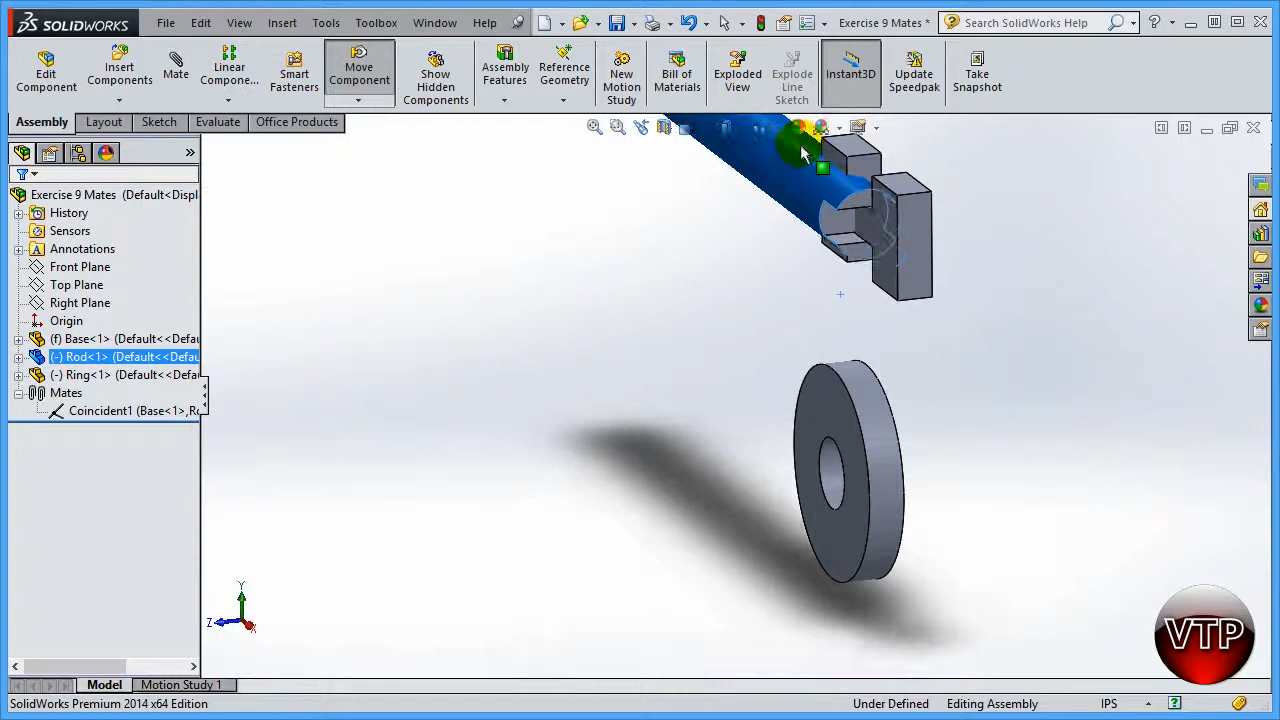 SOLIDWORKS File Edit View Insert Tools Toolbox Window Help Exercise 9 Mates * Search SolidWorks Help
Edit Component
Insert Components
Mate
Linear Compone...
Smart Fasteners
Move Component
Show Hidden Components
Assembly Features
Reference Geometry
New Motion Study
Bill of Materials
Exploded View
Explode Line Sketch
Instant3D
Update Speedpak
Take Snapshot
Assembly Layout Sketch Evaluate Office Products
Exercise 9 Mates (Default<Displ
History
Sensors
Annotations
Front Plane
Top Plane
Right Plane
Origin
(f) Base<1> (Default<<Defau
(-) Rod<1> (Default<<Defau
(-) Ring<1> (Default<<Defau
Mates
Coincident1 (Base<1>,Ro
Y
Z
X
VTP
Model Motion Study 1
SolidWorks Premium 2014 x64 Edition Under Defined Editing Assembly IPS